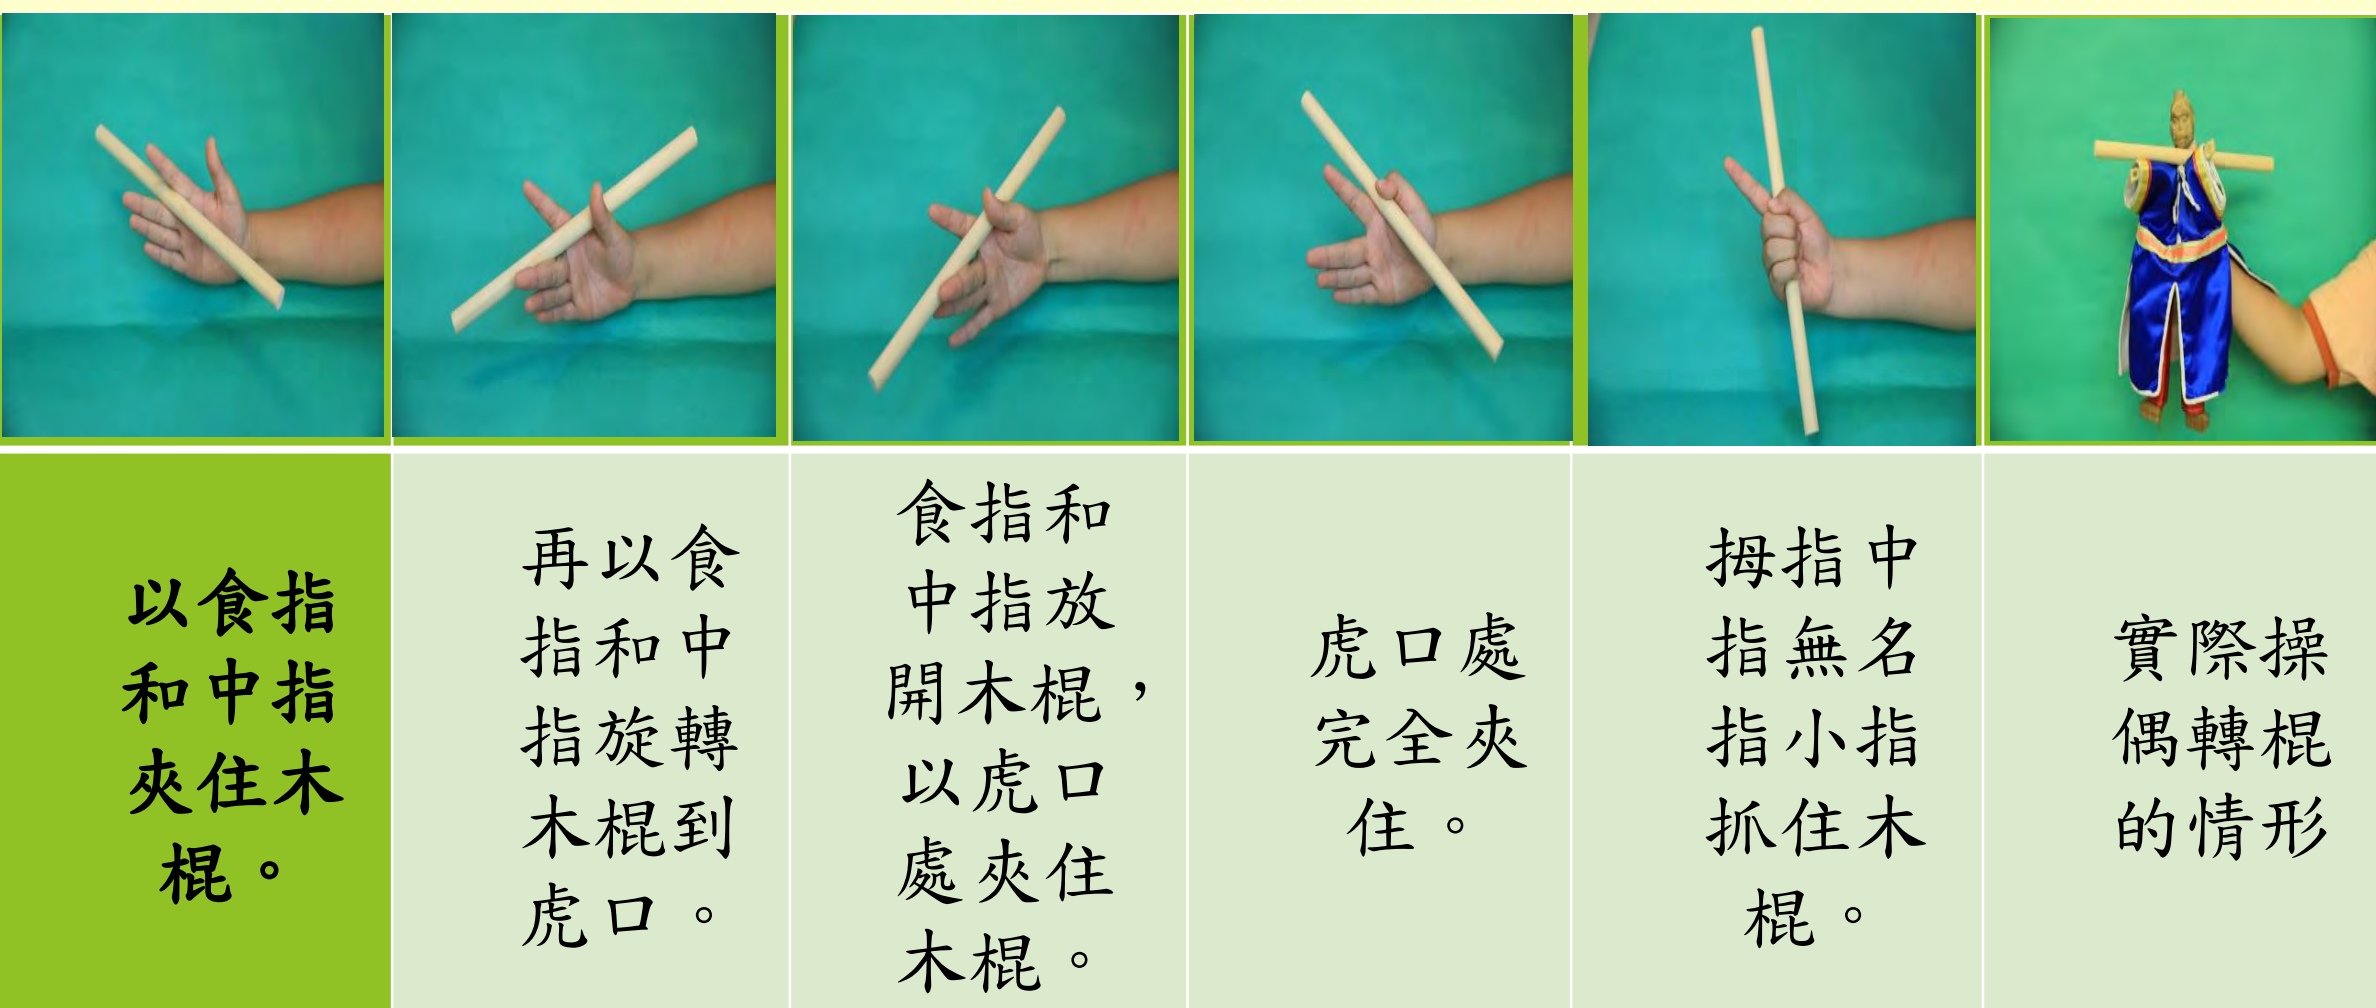 以食指
和中指
夾住木
棍。
再以食
指和中
指旋轉
木棍到
虎口。
食指和
中指放
開木棍，
以虎口
處夾住
木棍。
虎口處
完全夾
住。
拇指中
指無名
指小指
抓住木
棍。
實際操
偶轉棍
的情形